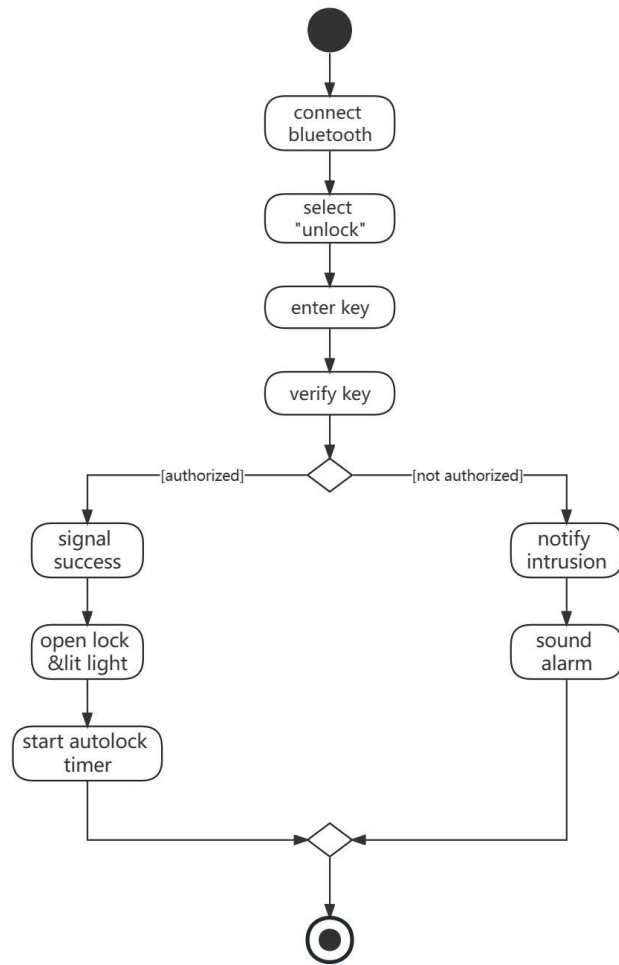 connect
bluetooth
select
"unlock"
enter key
verify key
[authorized]
[not authorized]
signal
success
notify
intrusion
open lock
&lit light
sound
alarm
start autolock
timer